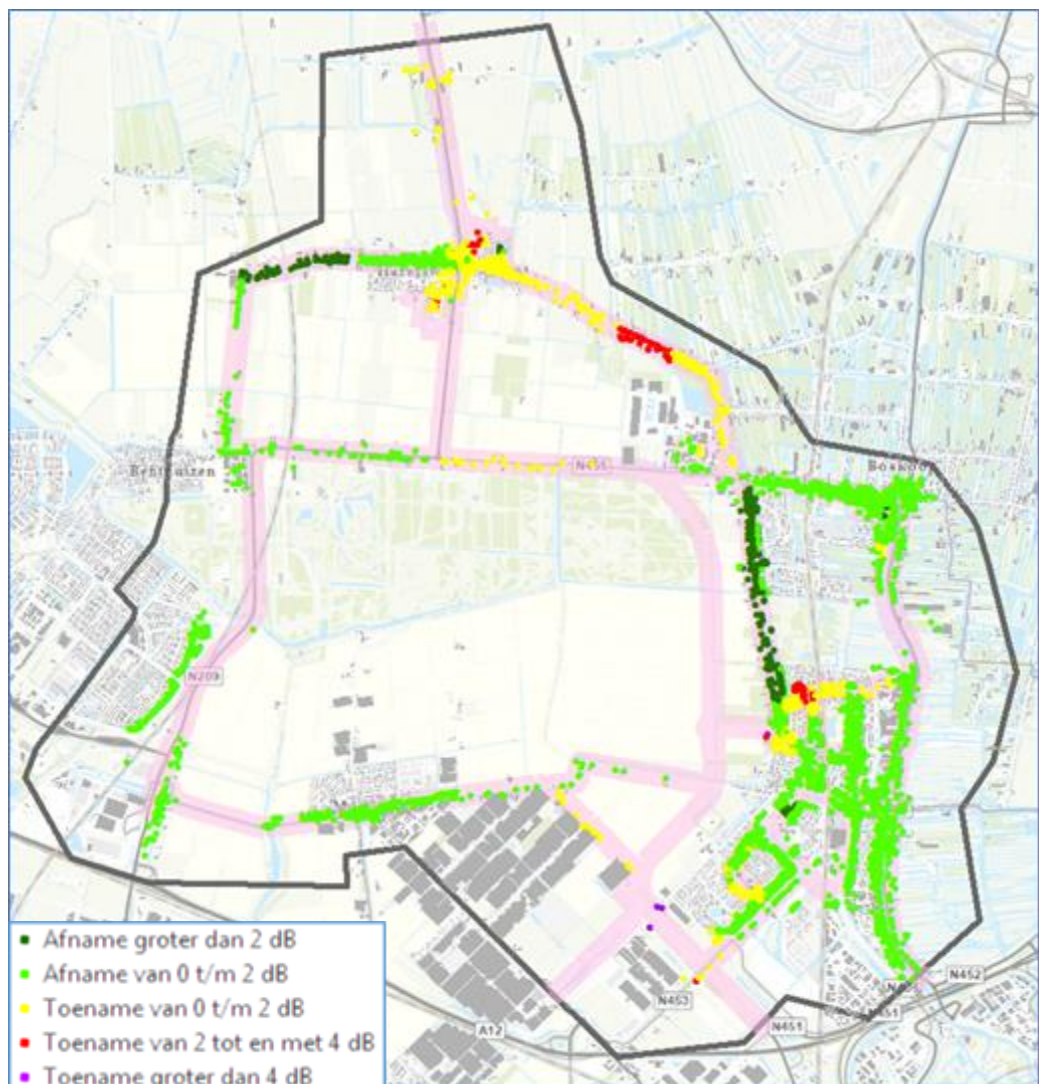 N455
N209
N453
A12
N451
N452
N451
Afname groter dan 2 dB
Afname van 0 t/m 2 dB
Toename van 0 t/m 2 dB
Toename van 2 tot en met 4 dB
Toename groter dan 4 dB